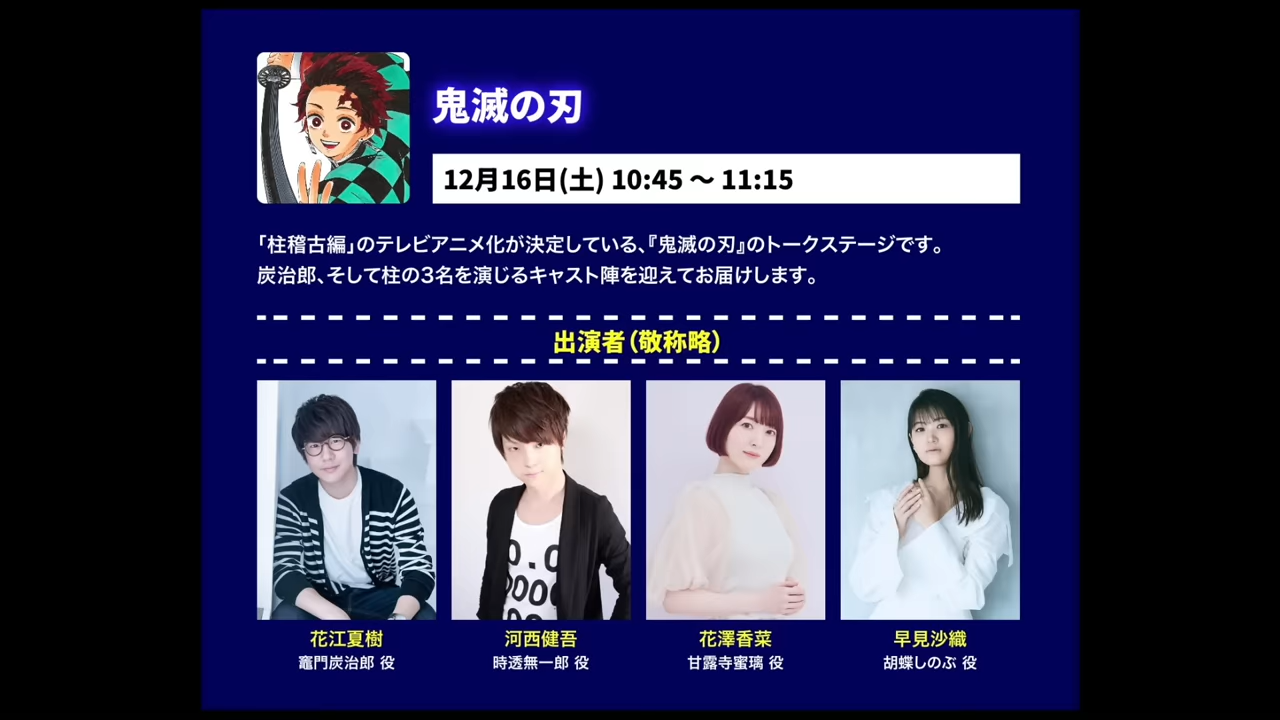 鬼滅の刃
12月16日(土) 10:45 〜 11:15
「柱稽古編」のテレビアニメ化が決定している、『鬼滅の刃』のトークステージです。
炭治郎、そして柱の3名を演じるキャスト陣を迎えてお届けします。
出演者（敬称略）
花江夏樹
竈門炭治郎 役
河西健吾
時透無一郎 役
花澤香菜
甘露寺蜜璃 役
早見沙織
胡蝶しのぶ 役